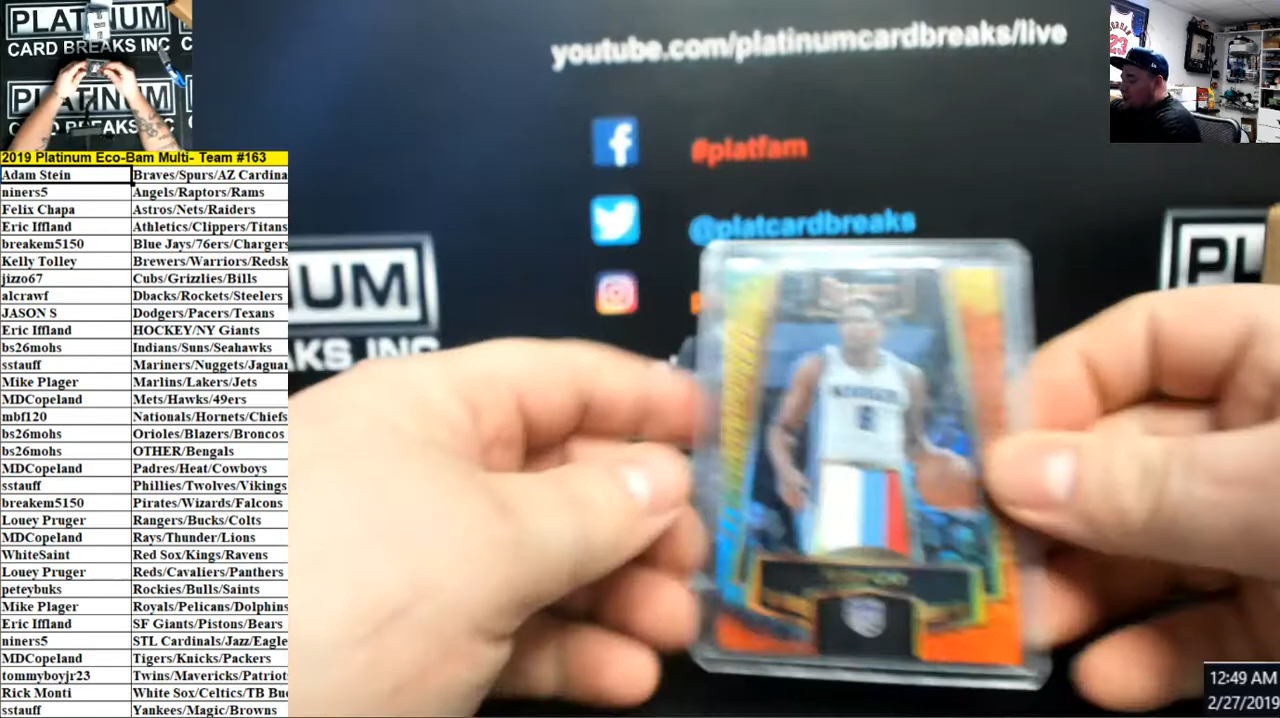 PLATINUM
CARD BREAKS INC
PLATINUM
CARD BREAKS INC
youtube.com/platinumcardbreaks/live
#platfam
@platcardbreaks
2019 Platinum Eco-Bam Multi- Team #163
Adam Stein Braves/Spurs/AZ Cardina
niners5 Angels/Raptors/Rams
Felix Chapa Astros/Nets/Raiders
Eric Iffland Athletics/Clippers/Titans
breakem5150 Blue Jays/76ers/Chargers
Kelly Tolley Brewers/Warriors/Redsk
jizzo67 Cubs/Grizzlies/Bills
alcrawf Dbacks/Rockets/Steelers
JASON S Dodgers/Pacers/Texans
Eric Iffland HOCKEY/NY Giants
bs26mohs Indians/Suns/Seahawks
sstauff Mariners/Nuggets/Jaguar
Mike Plager Marlins/Lakers/Jets
MDCopeland Mets/Hawks/49ers
mbf120 Nationals/Hornets/Chiefs
bs26mohs Orioles/Blazers/Broncos
bs26mohs OTHER/Bengals
MDCopeland Padres/Heat/Cowboys
sstauff Phillies/Twolves/Vikings
breakem5150 Pirates/Wizards/Falcons
Louey Pruger Rangers/Bucks/Colts
MDCopeland Rays/Thunder/Lions
WhiteSaint Red Sox/Kings/Ravens
Louey Pruger Reds/Cavaliers/Panthers
peteybuks Rockies/Bulls/Saints
Mike Plager Royals/Pelicans/Dolphins
Eric Iffland SF Giants/Pistons/Bears
niners5 STL Cardinals/Jazz/Eagle
MDCopeland Tigers/Knicks/Packers
tommyboyjr23 Twins/Mavericks/Patriot
Rick Monti White Sox/Celtics/TB Bu
sstauff Yankees/Magic/Browns
12:49 AM
2/27/2019